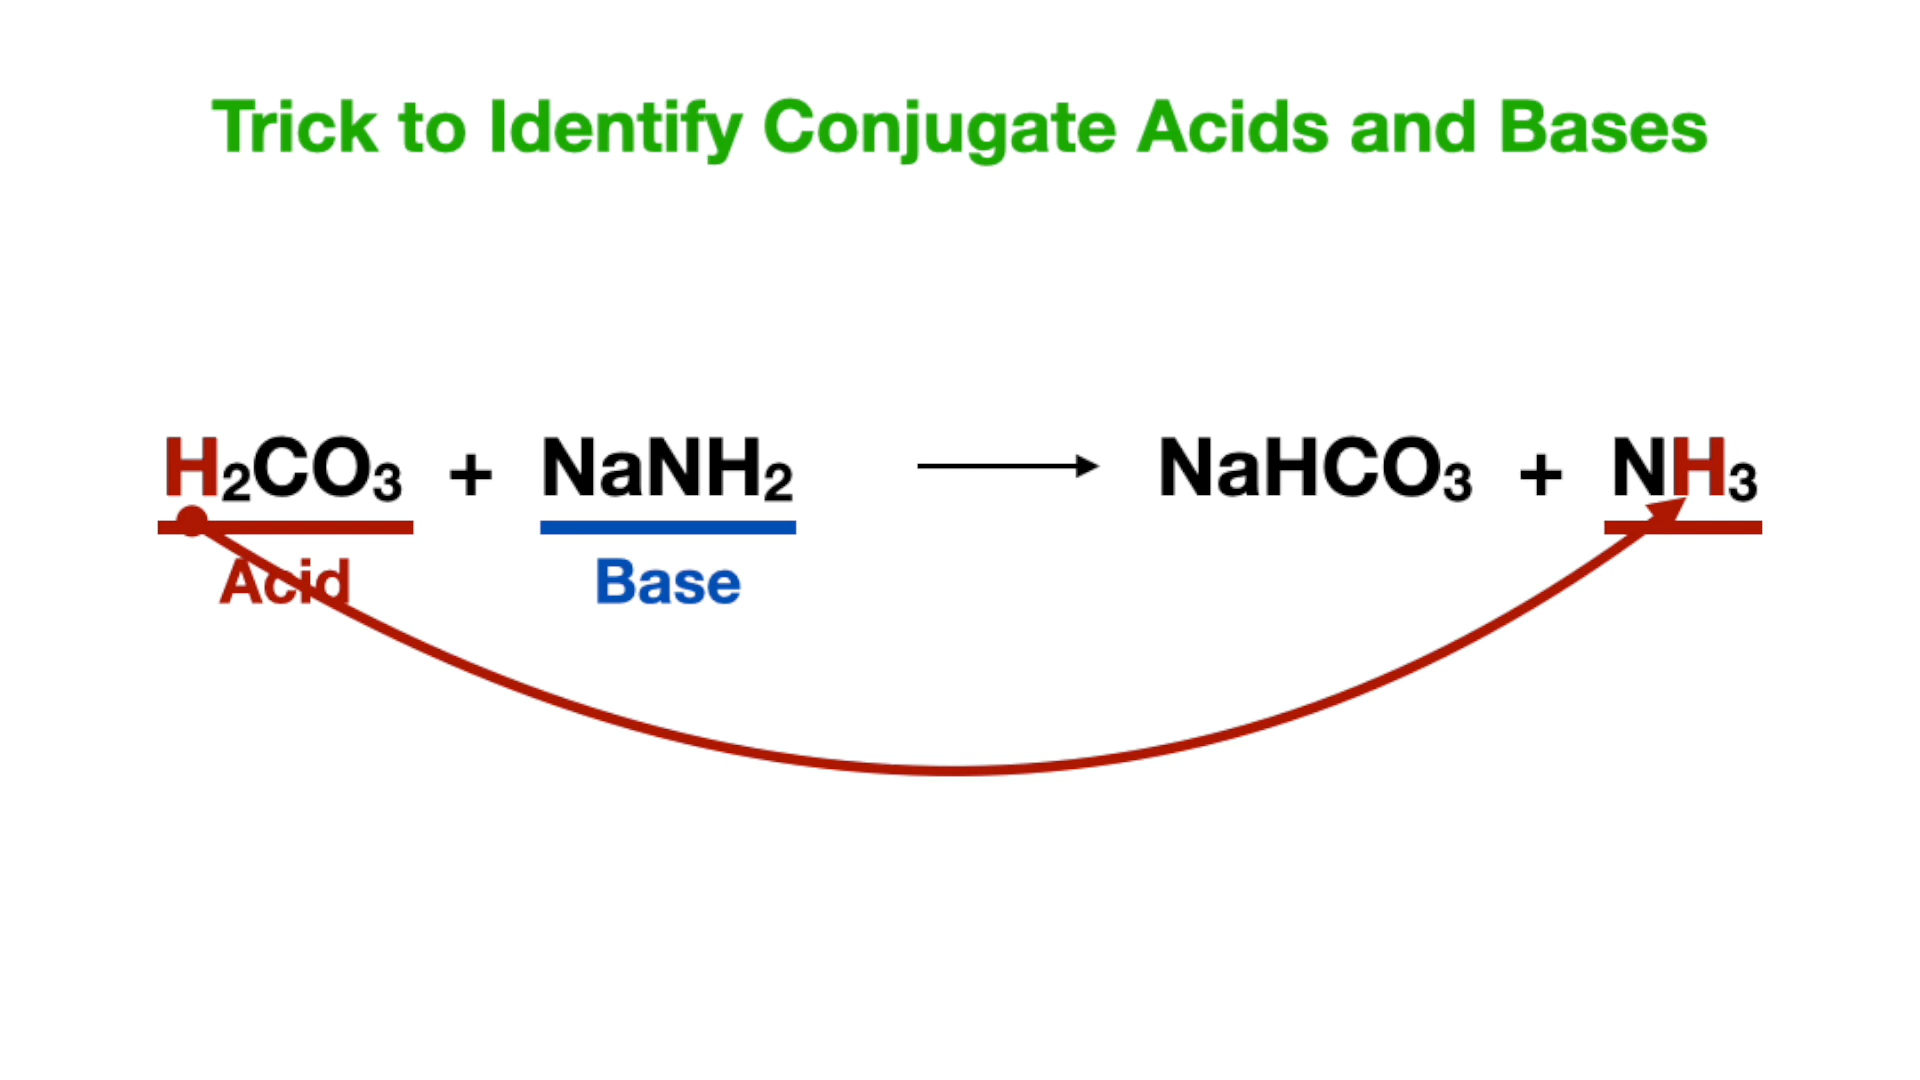 Trick to Identify Conjugate Acids and Bases
H₂CO₃ + NaNH₂ ⟶ NaHCO₃ + NH₃
Acid Base